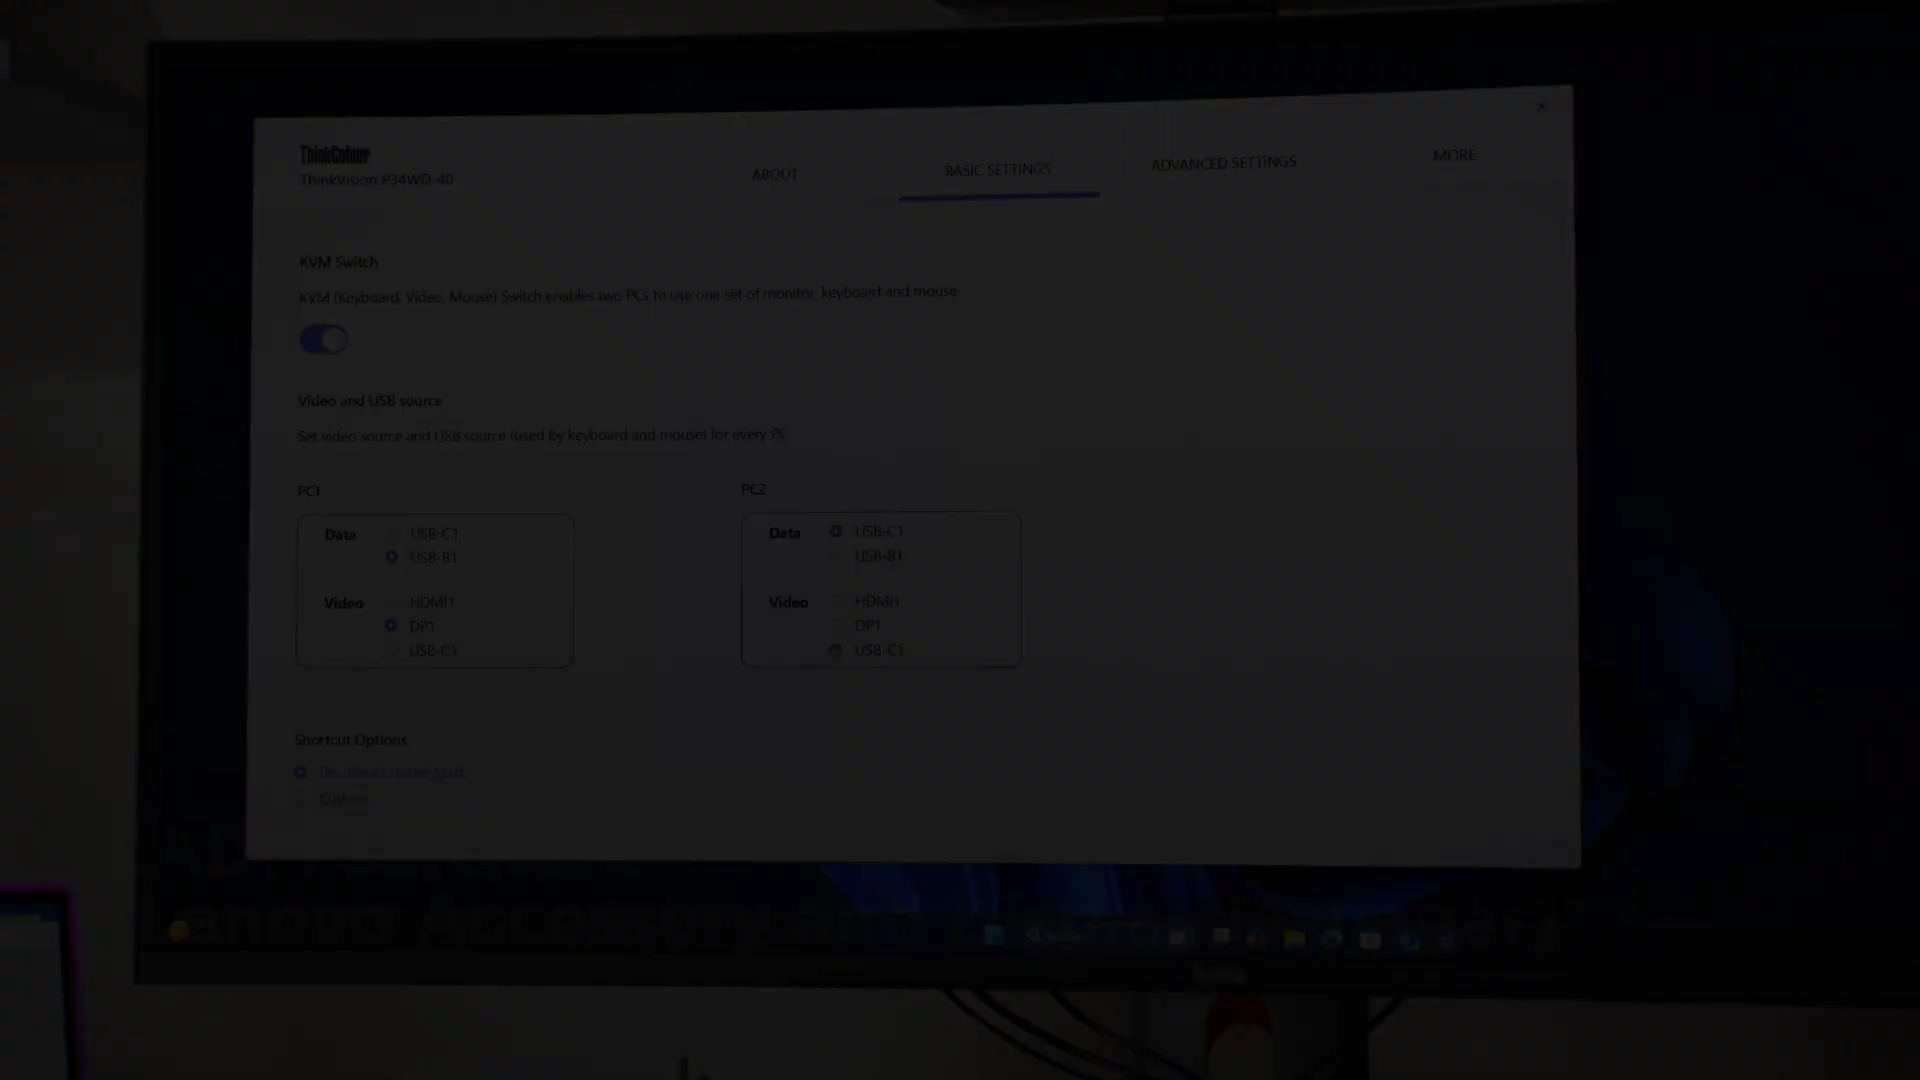 ThinkColour
ThinkVision P34WD-40
ABOUT
BASIC SETTINGS
ADVANCED SETTINGS
MORE
KVM Switch
KVM (Keyboard, Video, Mouse) Switch enables two PCs to use one set of monitor, keyboard and mouse
Video and USB source
Set video source and USB source (used by keyboard and mouse) for every PC
PC1
Data
USB-C1
USB-B1
Video
HDMI1
DP1
USB-C1
PC2
Data
USB-C1
USB-B1
Video
HDMI1
DP1
USB-C1
Shortcut Options
Custom
Lenovo Accessory and